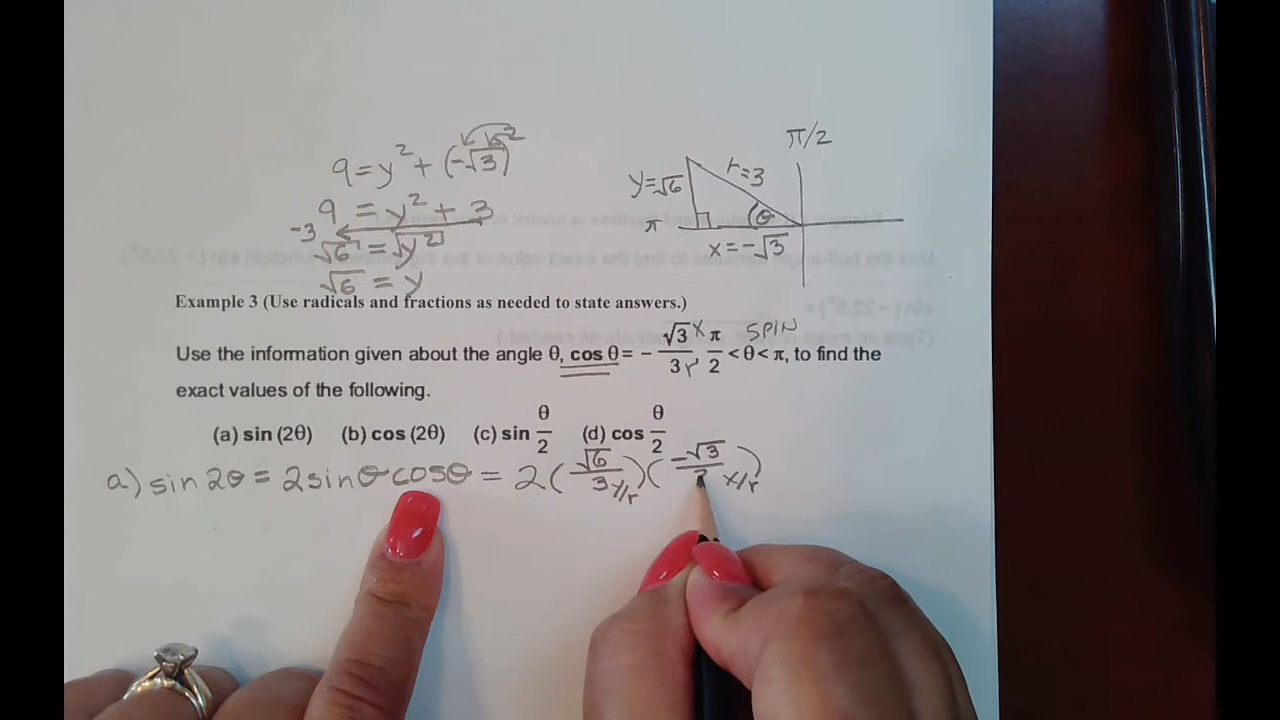 9 = y² + (-√3)²
9 = y² + 3
-3
√6 = √y²
√6 = y
π/2
y=√6
r=3
θ
π
x=-√3
Example 3 (Use radicals and fractions as needed to state answers.)
SPIN
Use the information given about the angle θ, cos θ = - √3 x / 3 r, π/2 < θ < π, to find the
exact values of the following.
(a) sin (2θ) (b) cos (2θ) (c) sin θ/2 (d) cos θ/2
a) sin 2θ = 2 sinθ cosθ = 2 (√6/3 y/r) (-√3/ x/r)